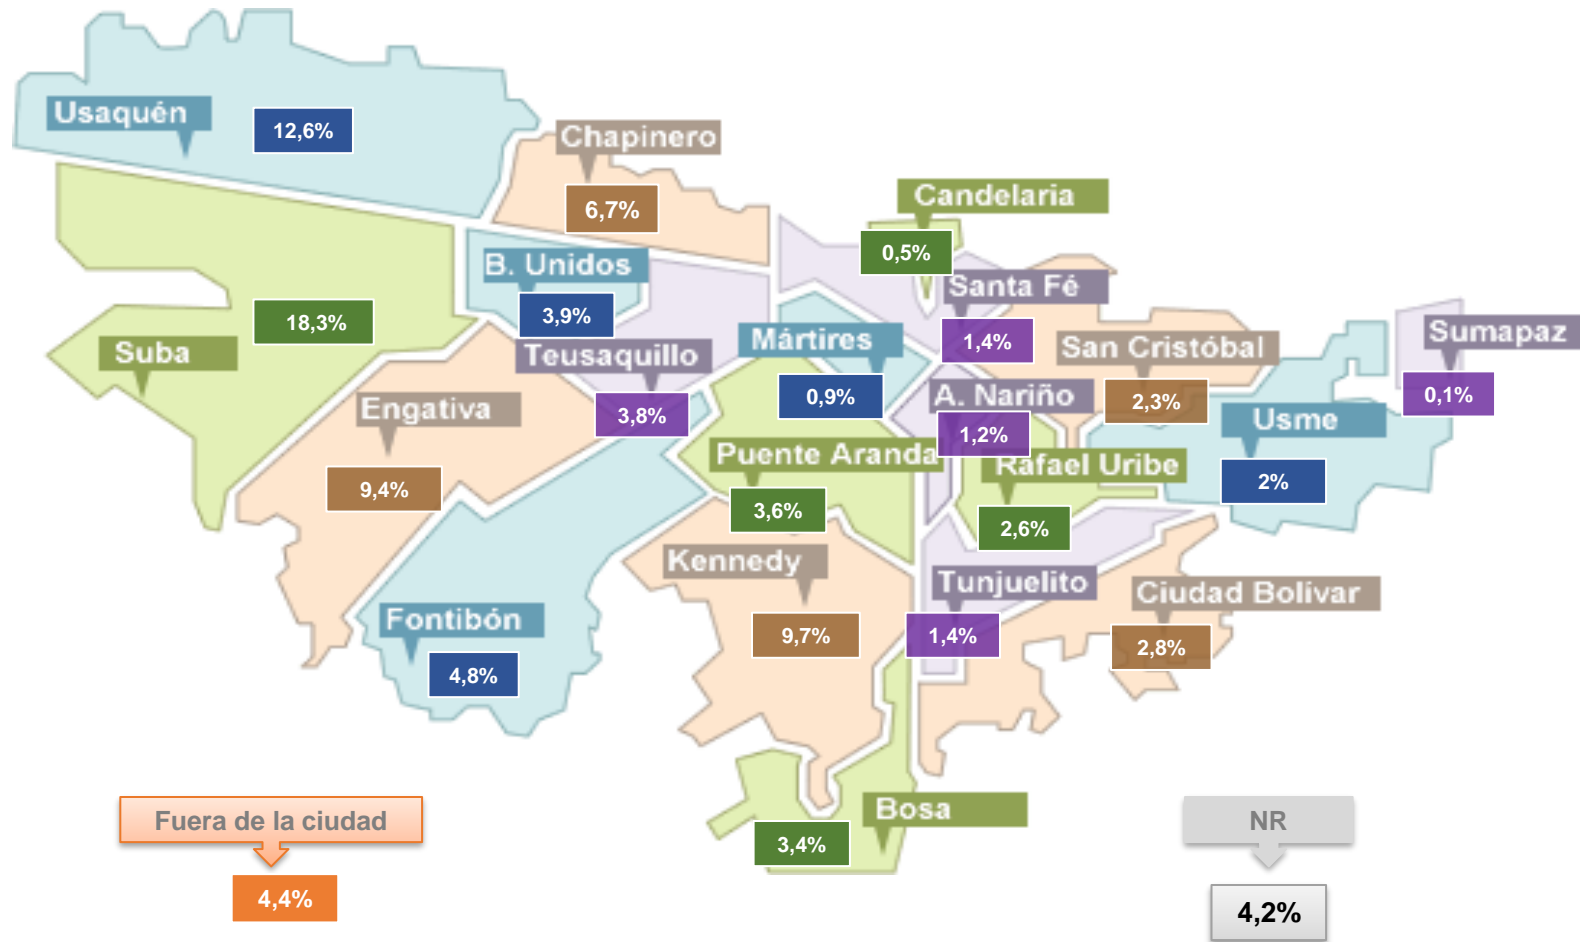 Usaquén
12,6%
Chapinero
6,7%
Candelaria
0,5%
B. Unidos
3,9%
Santa Fé
1,4%
Suba
18,3%
Teusaquillo
3,8%
Mártires
0,9%
San Cristóbal
2,3%
Sumapaz
0,1%
Engativa
9,4%
A. Nariño
1,2%
Usme
2%
Puente Aranda
3,6%
Rafael Uribe
2,6%
Kennedy
9,7%
Tunjuelito
1,4%
Ciudad Bolívar
2,8%
Fontibón
4,8%
Bosa
3,4%
Fuera de la ciudad
4,4%
NR
4,2%